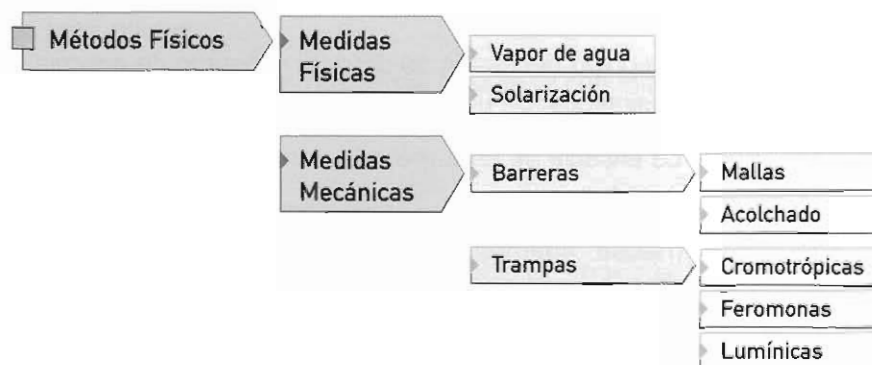 Métodos Físicos
Medidas
Físicas
Vapor de agua
Solarización
Medidas
Mecánicas
Barreras
Mallas
Acolchado
Trampas
Cromotrópicas
Feromonas
Lumínicas